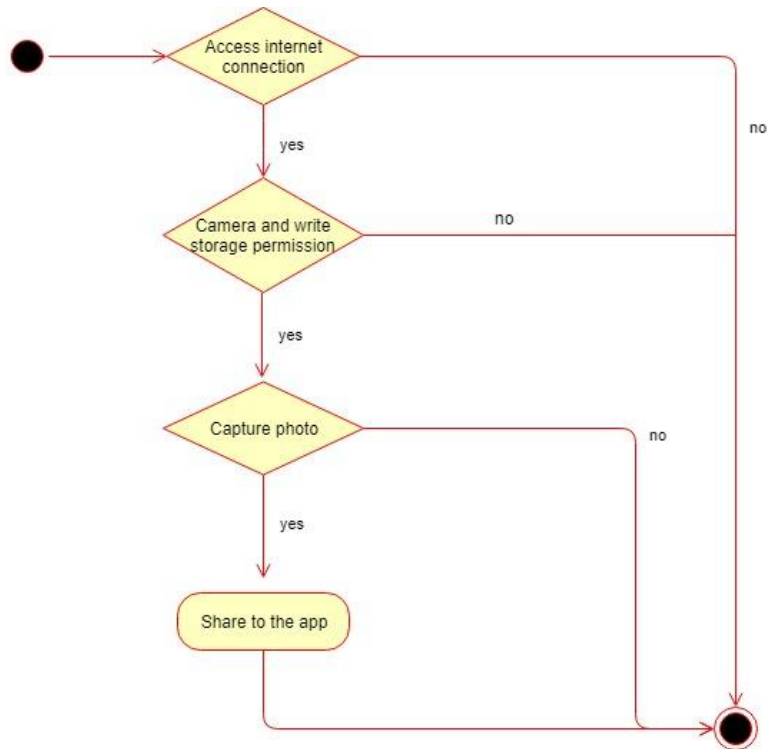 Access internet
connection
no
yes
Camera and write
storage permission
no
yes
Capture photo
no
yes
Share to the app